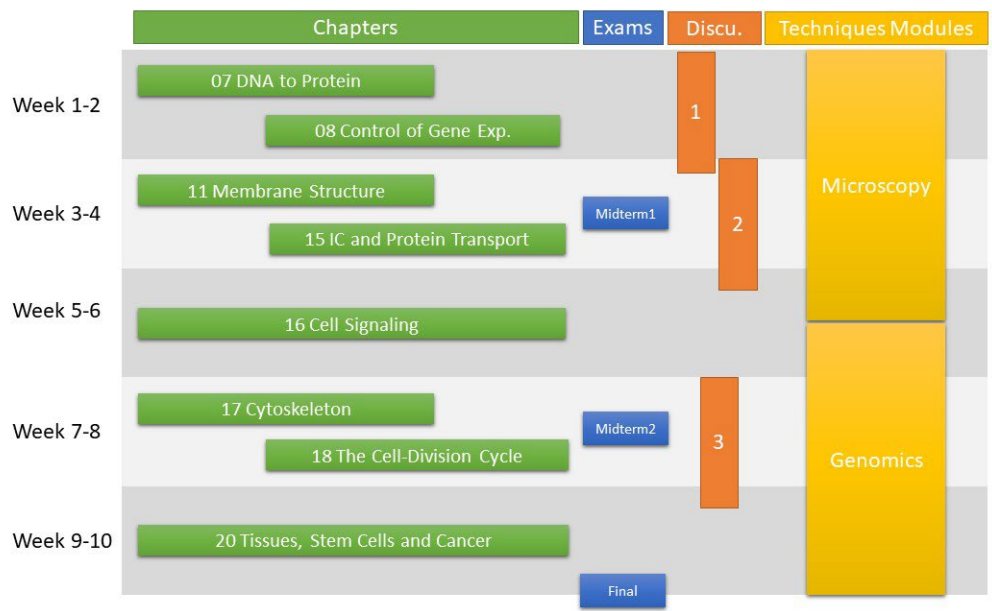 Chapters
Exams
Discu.
Techniques Modules
Week 1-2
07 DNA to Protein
08 Control of Gene Exp.
1
Microscopy
Week 3-4
11 Membrane Structure
15 IC and Protein Transport
Midterm1
2
Week 5-6
16 Cell Signaling
Week 7-8
17 Cytoskeleton
18 The Cell-Division Cycle
Midterm2
3
Genomics
Week 9-10
20 Tissues, Stem Cells and Cancer
Final